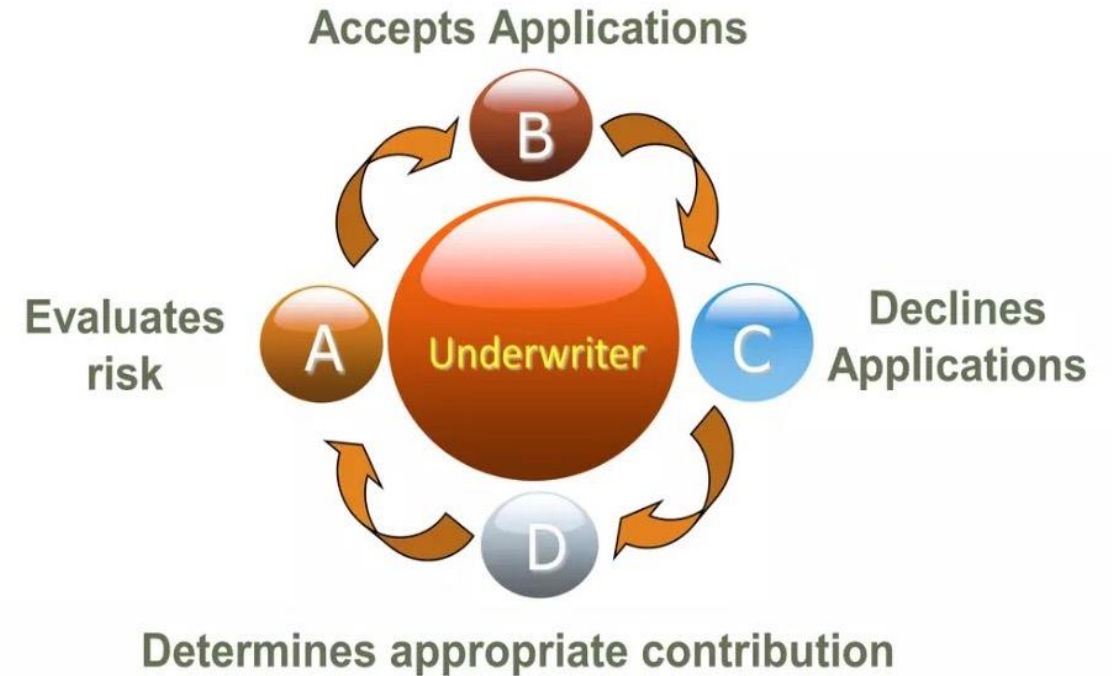 Accepts Applications
B
Evaluates
risk
A
Underwriter
C
Declines
Applications
D
Determines appropriate contribution